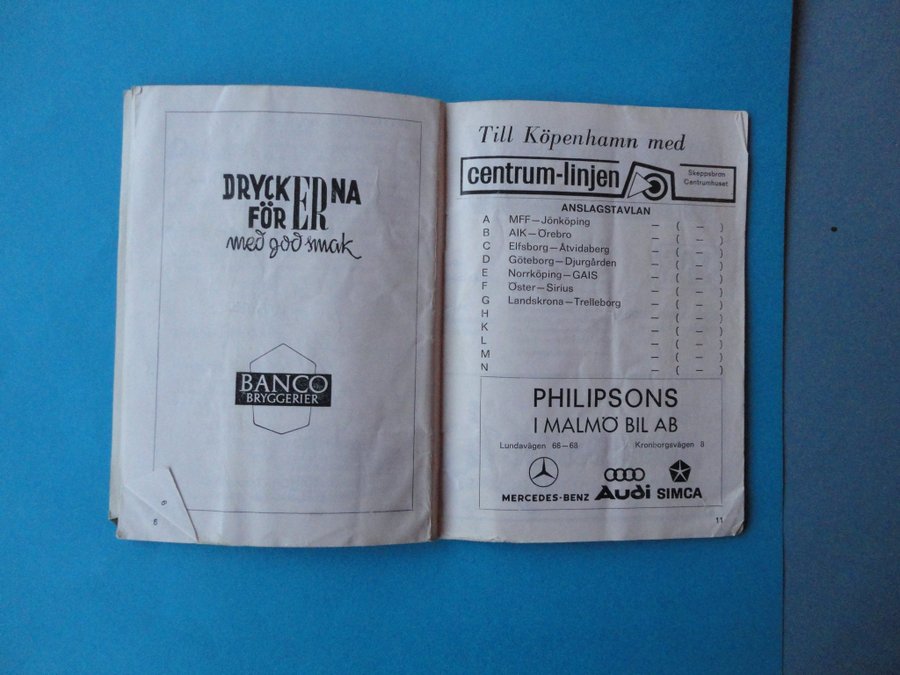 DRYCKERNA
FÖR
med god smak
BANCO
BRYGGERIER
6
Till Köpenhamn med
centrum-linjen
Skeppsbron
Centrumhuset
ANSLAGSTAVLAN
A MFF—Jönköping — ( — )
B AIK—Örebro — ( — )
C Elfsborg—Åtvidaberg — ( — )
D Göteborg—Djurgården — ( — )
E Norrköping—GAIS — ( — )
F Öster—Sirius — ( — )
G Landskrona—Trelleborg — ( — )
H — ( — )
K — ( — )
L — ( — )
M — ( — )
N — ( — )
PHILIPSONS
I MALMÖ BIL AB
Lundavägen 66—68 Kronborgsvägen 8
MERCEDES-BENZ Audi SIMCA
11